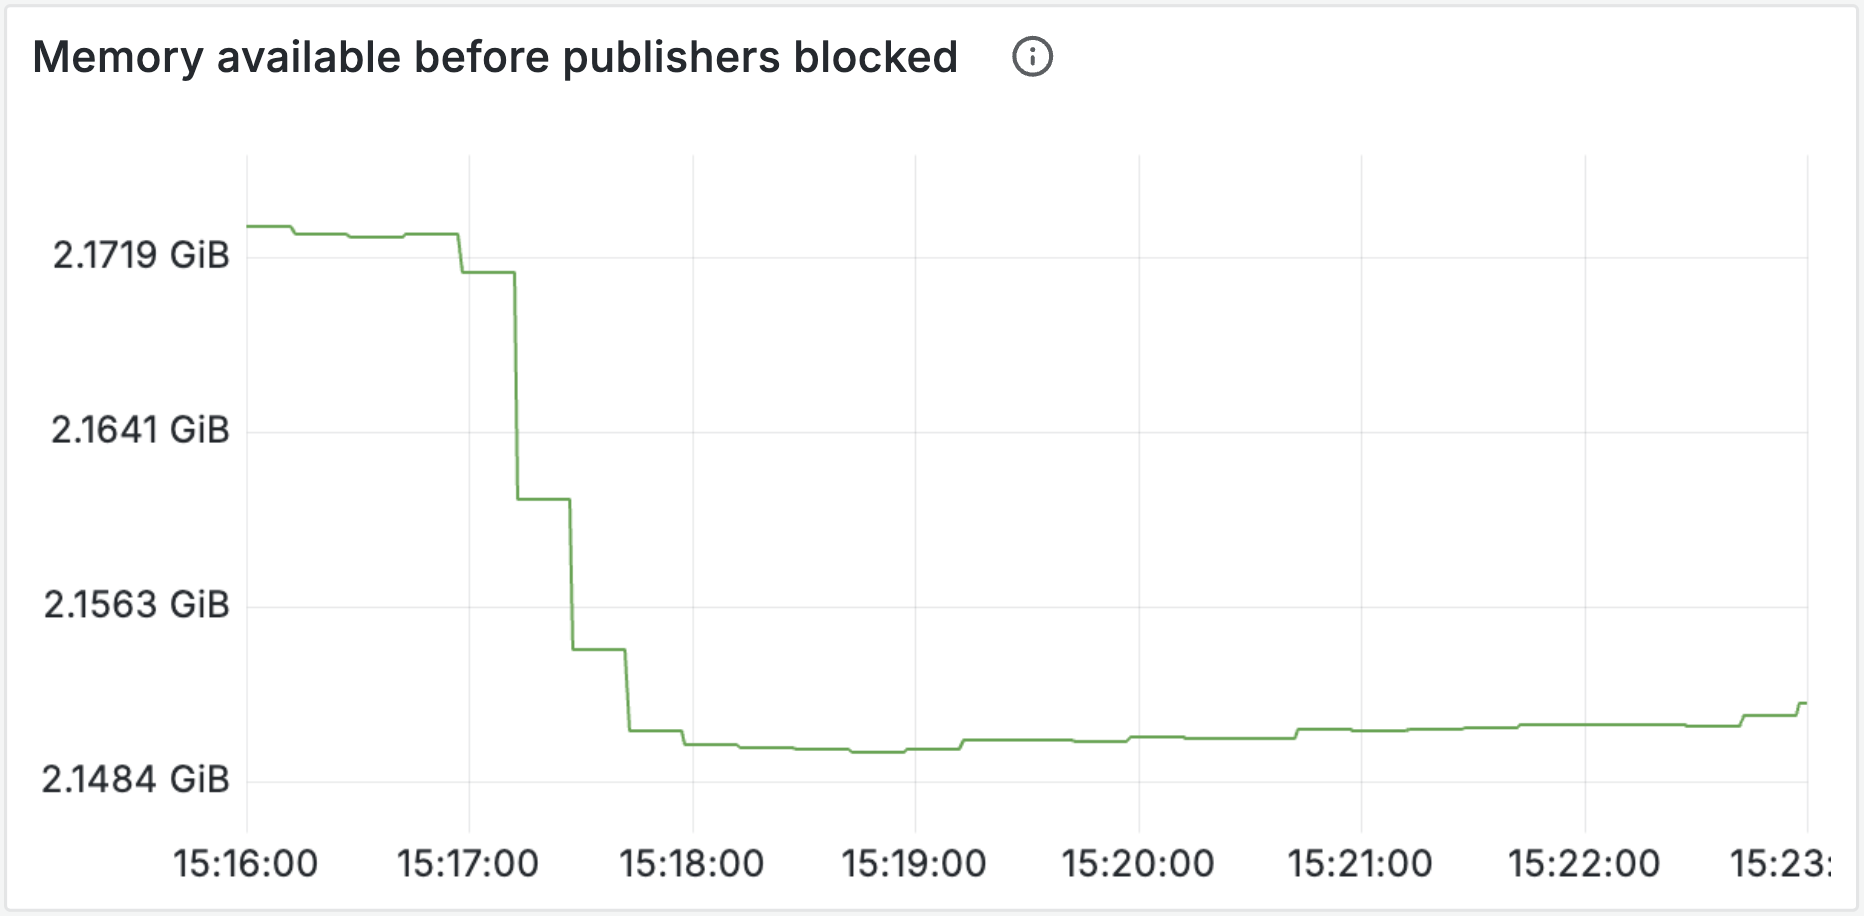 Memory available before publishers blocked
2.1719 GiB
2.1641 GiB
2.1563 GiB
2.1484 GiB
15:16:00 15:17:00 15:18:00 15:19:00 15:20:00 15:21:00 15:22:00 15:23: